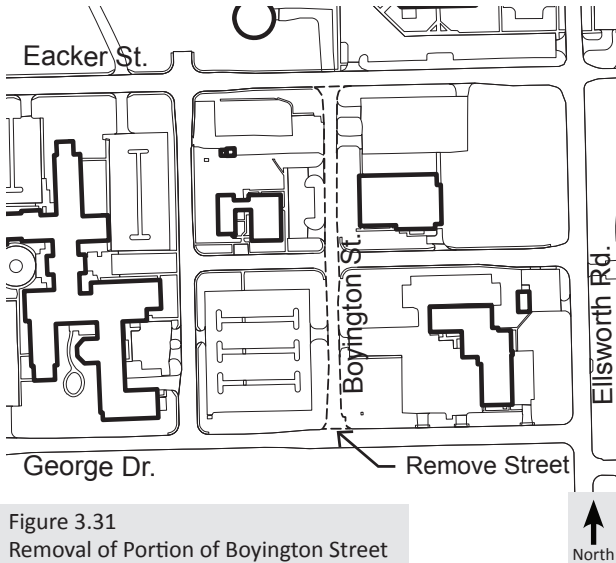 Eacker St.
Boyington St.
Ellsworth Rd.
George Dr.
Remove Street
Figure 3.31
Removal of Portion of Boyington Street
North